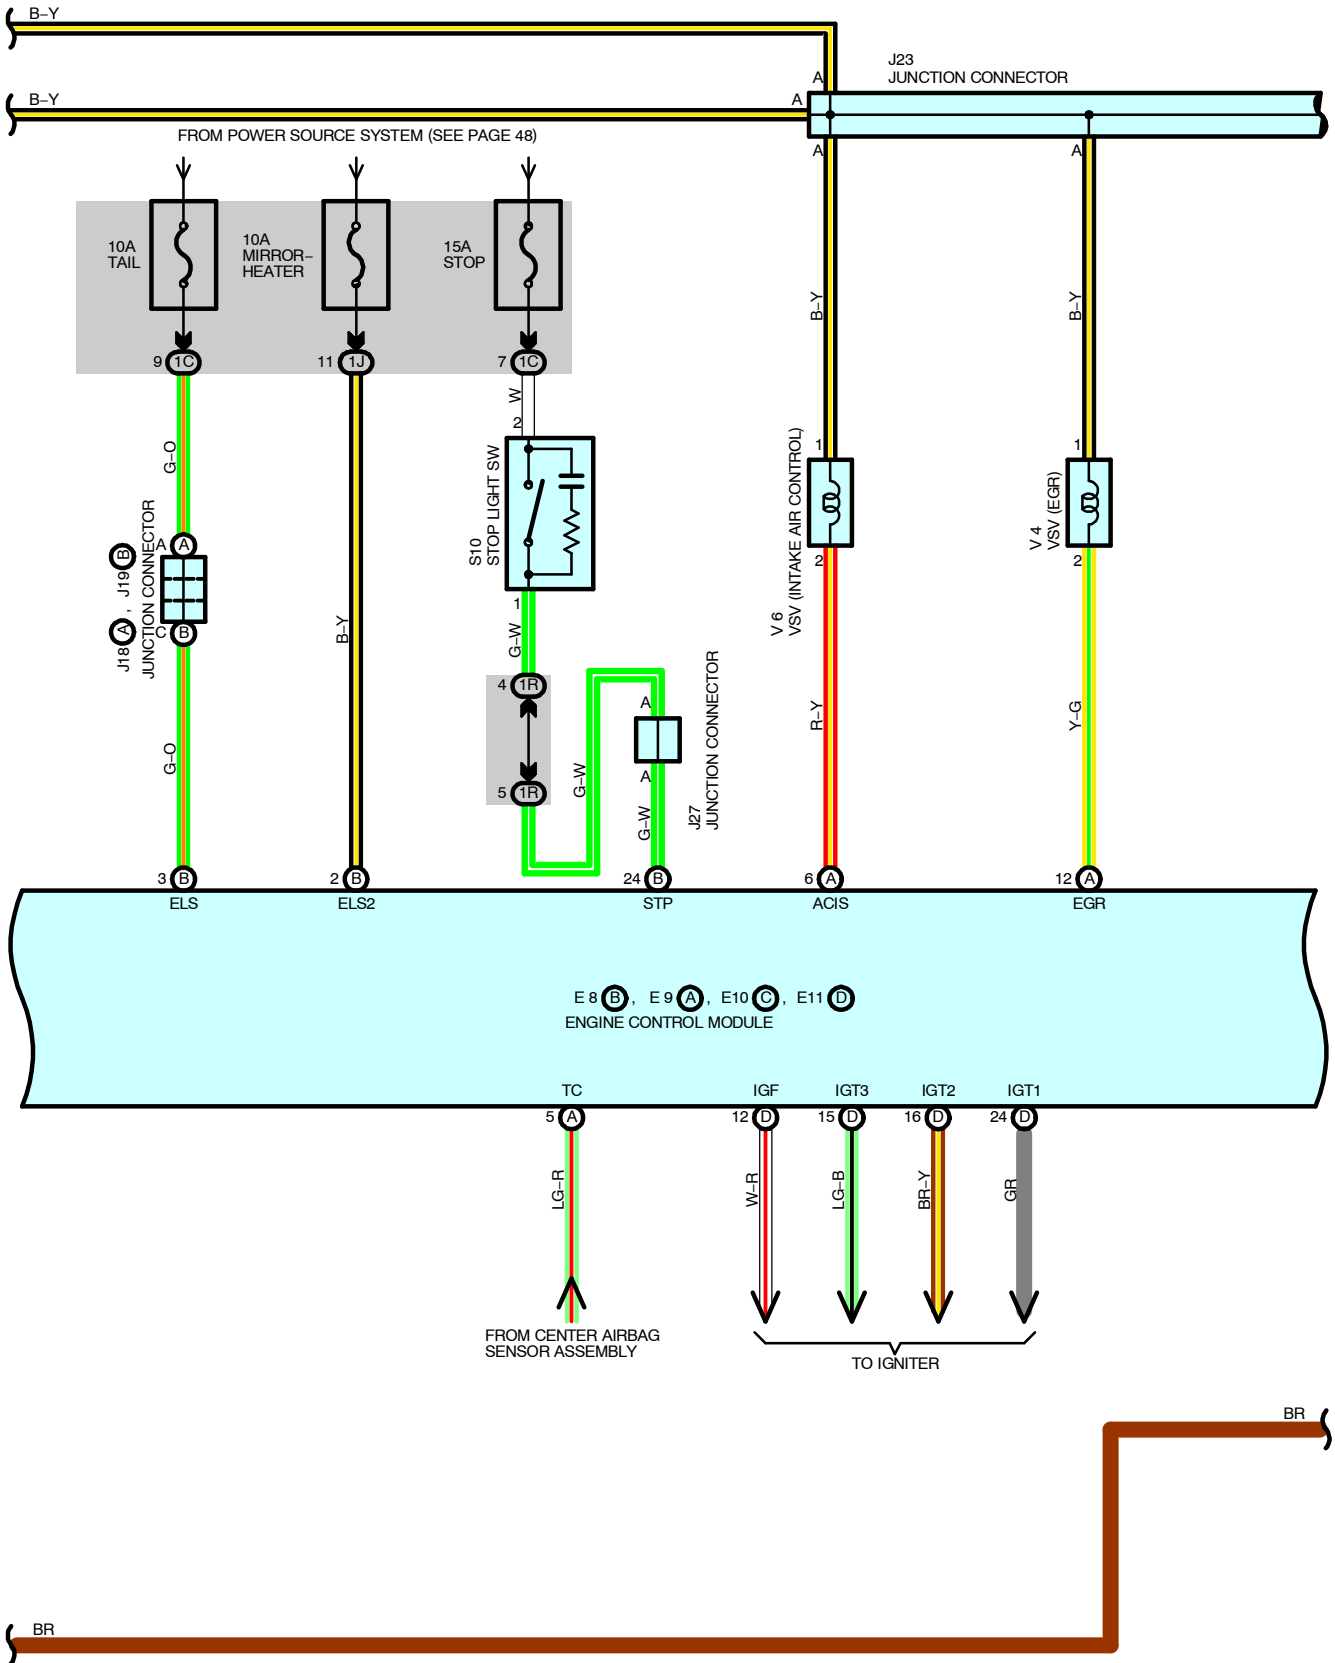 B-Y
J23
JUNCTION CONNECTOR
A
B-Y
A
FROM POWER SOURCE SYSTEM (SEE PAGE 48)
A
A
10A
TAIL
10A
MIRROR-
HEATER
15A
STOP
B-Y
B-Y
9 1C
11 1J
7 1C
W
2
G-O
S10
STOP LIGHT SW
1
V 6
VSV (INTAKE AIR CONTROL)
1
V 4
VSV (EGR)
A A
J18 A , J19 B
JUNCTION CONNECTOR
C B
2
2
1
B-Y
G-W
4 1R
A
J27
JUNCTION CONNECTOR
R-Y
Y-G
G-O
G-W
A
5 1R
G-W
3 B
2 B
24 B
6 A
12 A
ELS
ELS2
STP
ACIS
EGR
E 8 B , E 9 A , E10 C , E11 D
ENGINE CONTROL MODULE
TC
IGF
IGT3
IGT2
IGT1
5 A
12 D
15 D
16 D
24 D
LG-R
W-R
LG-B
BR-Y
GR
FROM CENTER AIRBAG
SENSOR ASSEMBLY
TO IGNITER
BR
BR